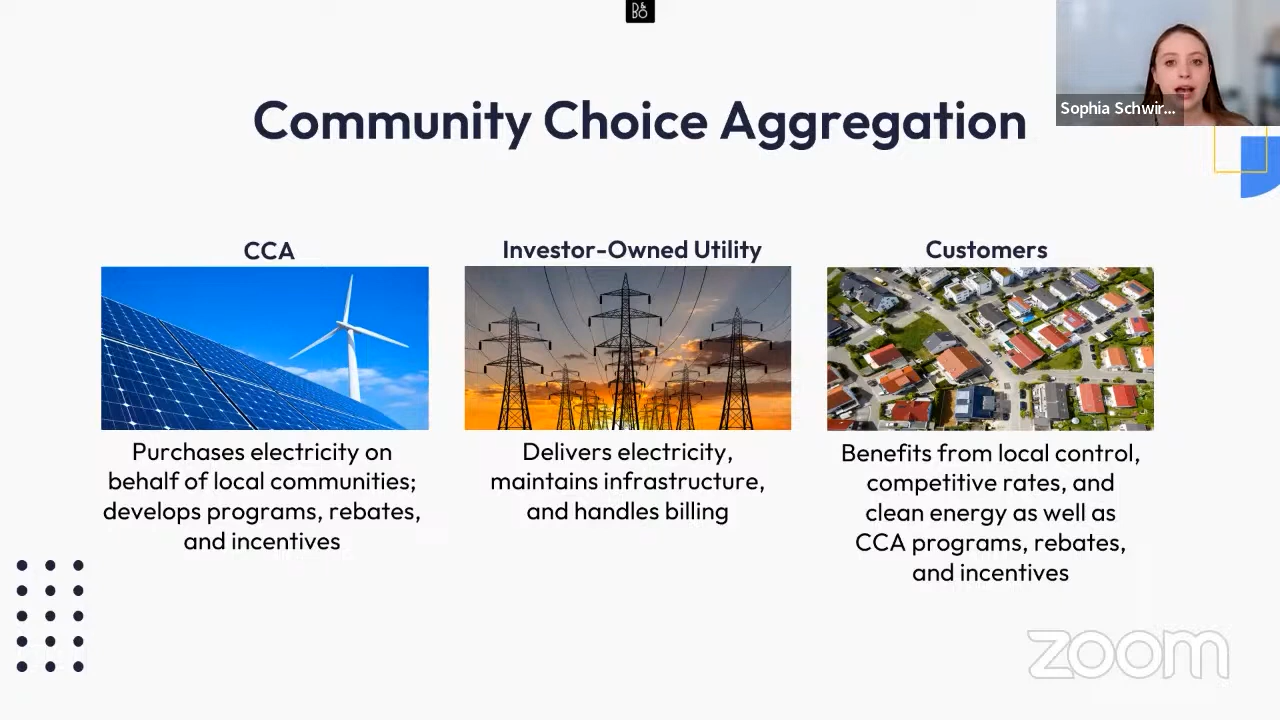 D&
BO
Sophia Schwir...
Community Choice Aggregation
CCA
Purchases electricity on
behalf of local communities;
develops programs, rebates,
and incentives
Investor-Owned Utility
Delivers electricity,
maintains infrastructure,
and handles billing
Customers
Benefits from local control,
competitive rates, and
clean energy as well as
CCA programs, rebates,
and incentives
zoom